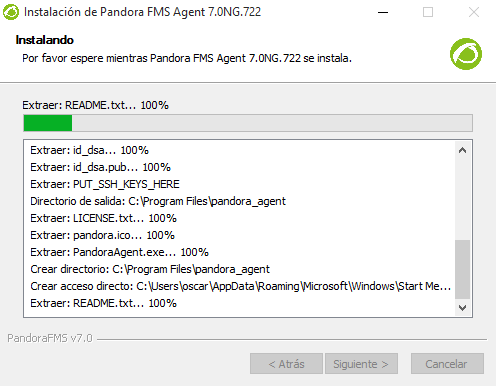 Instalación de Pandora FMS Agent 7.0NG.722
Instalando
Por favor espere mientras Pandora FMS Agent 7.0NG.722 se instala.
Extraer: README.txt... 100%
Extraer: id_dsa... 100%
Extraer: id_dsa.pub... 100%
Extraer: PUT_SSH_KEYS_HERE
Directorio de salida: C:\Program Files\pandora_agent
Extraer: LICENSE.txt... 100%
Extraer: pandora.ico... 100%
Extraer: PandoraAgent.exe... 100%
Crear directorio: C:\Program Files\pandora_agent
Crear acceso directo: C:\Users\oscar\AppData\Roaming\Microsoft\Windows\Start Me...
Extraer: README.txt... 100%
PandoraFMS v7.0
< Atrás Siguiente > Cancelar